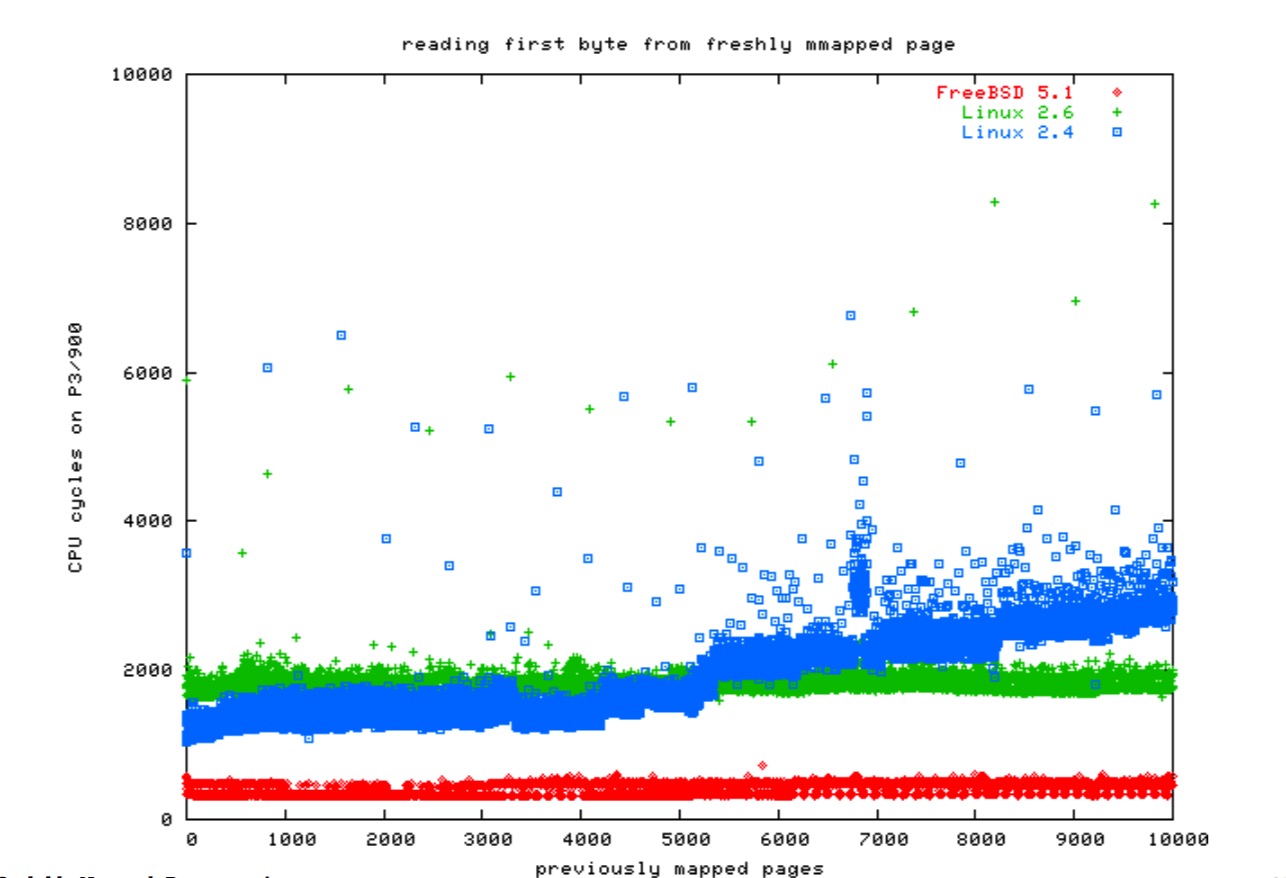 reading first byte from freshly mmapped page
10000
8000
6000
4000
2000
0
CPU cycles on P3/900
FreeBSD 5.1
Linux 2.6
Linux 2.4
0 1000 2000 3000 4000 5000 6000 7000 8000 9000 10000
previously mapped pages